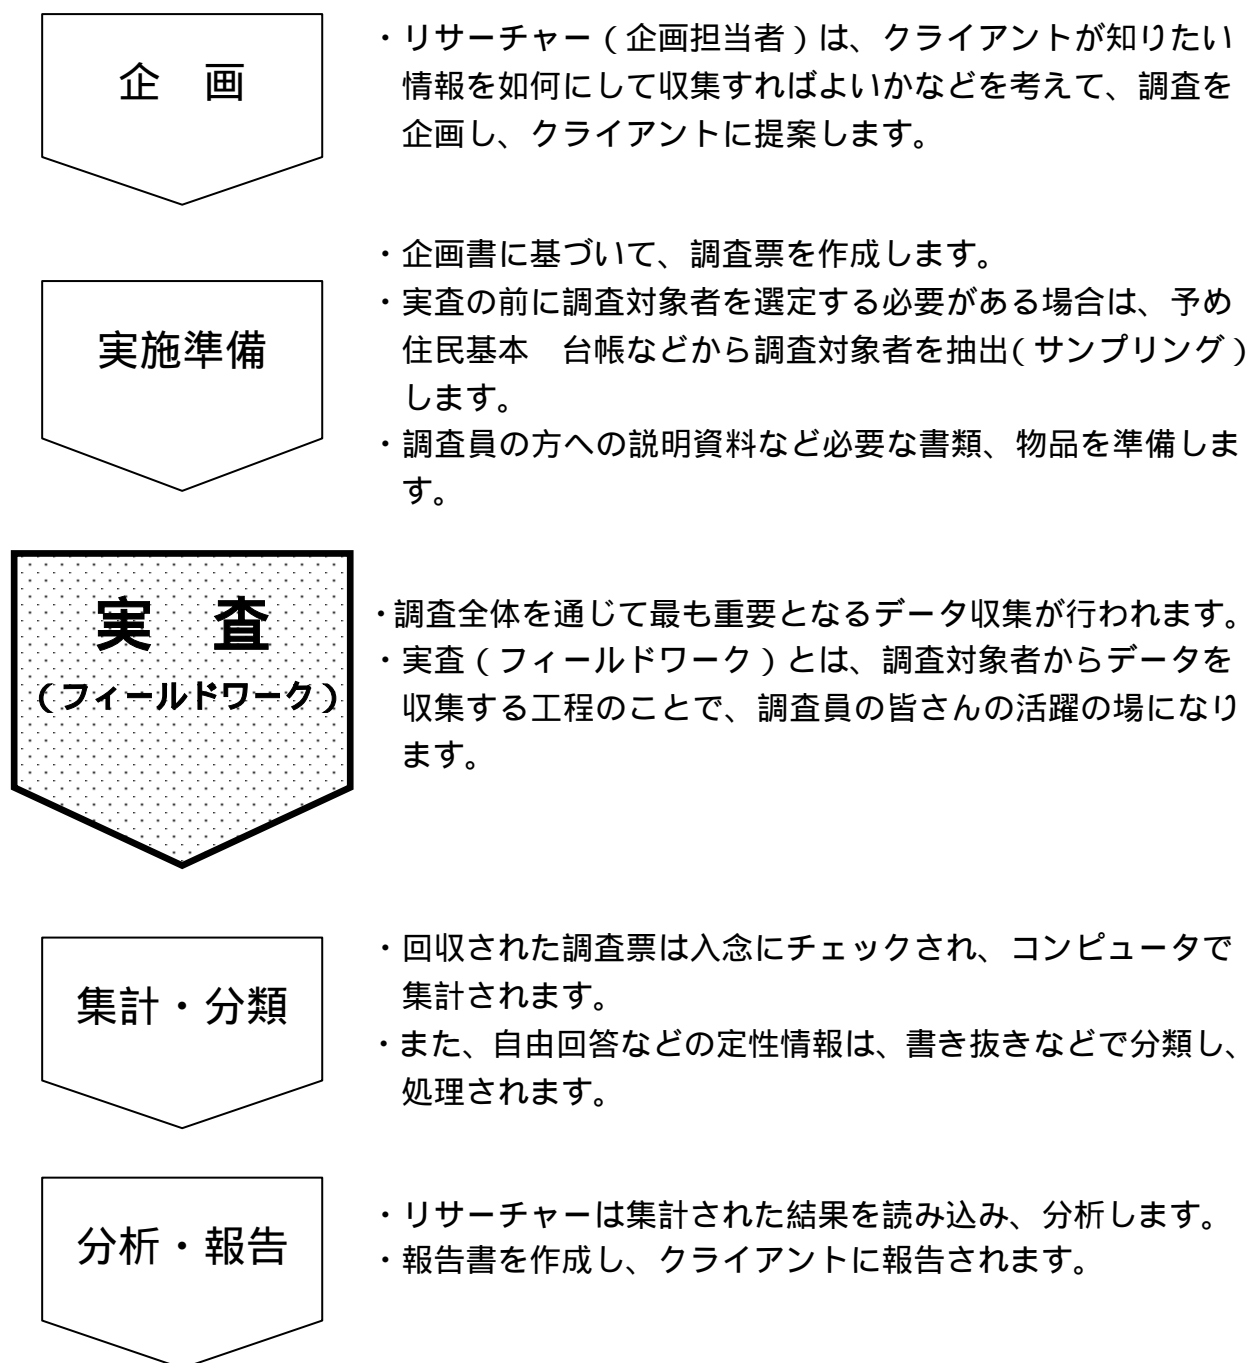 企　画
・リサーチャー（企画担当者）は、クライアントが知りたい
情報を如何にして収集すればよいかなどを考えて、調査を
企画し、クライアントに提案します。
実施準備
・企画書に基づいて、調査票を作成します。
・実査の前に調査対象者を選定する必要がある場合は、予め
住民基本　台帳などから調査対象者を抽出（サンプリング）
します。
・調査員の方への説明資料など必要な書類、物品を準備しま
す。
実　査
（フィールドワーク）
・調査全体を通じて最も重要となるデータ収集が行われます。
・実査（フィールドワーク）とは、調査対象者からデータを
収集する工程のことで、調査員の皆さんの活躍の場になり
ます。
集計・分類
・回収された調査票は入念にチェックされ、コンピュータで
集計されます。
・また、自由回答などの定性情報は、書き抜きなどで分類し、
処理されます。
分析・報告
・リサーチャーは集計された結果を読み込み、分析します。
・報告書を作成し、クライアントに報告されます。